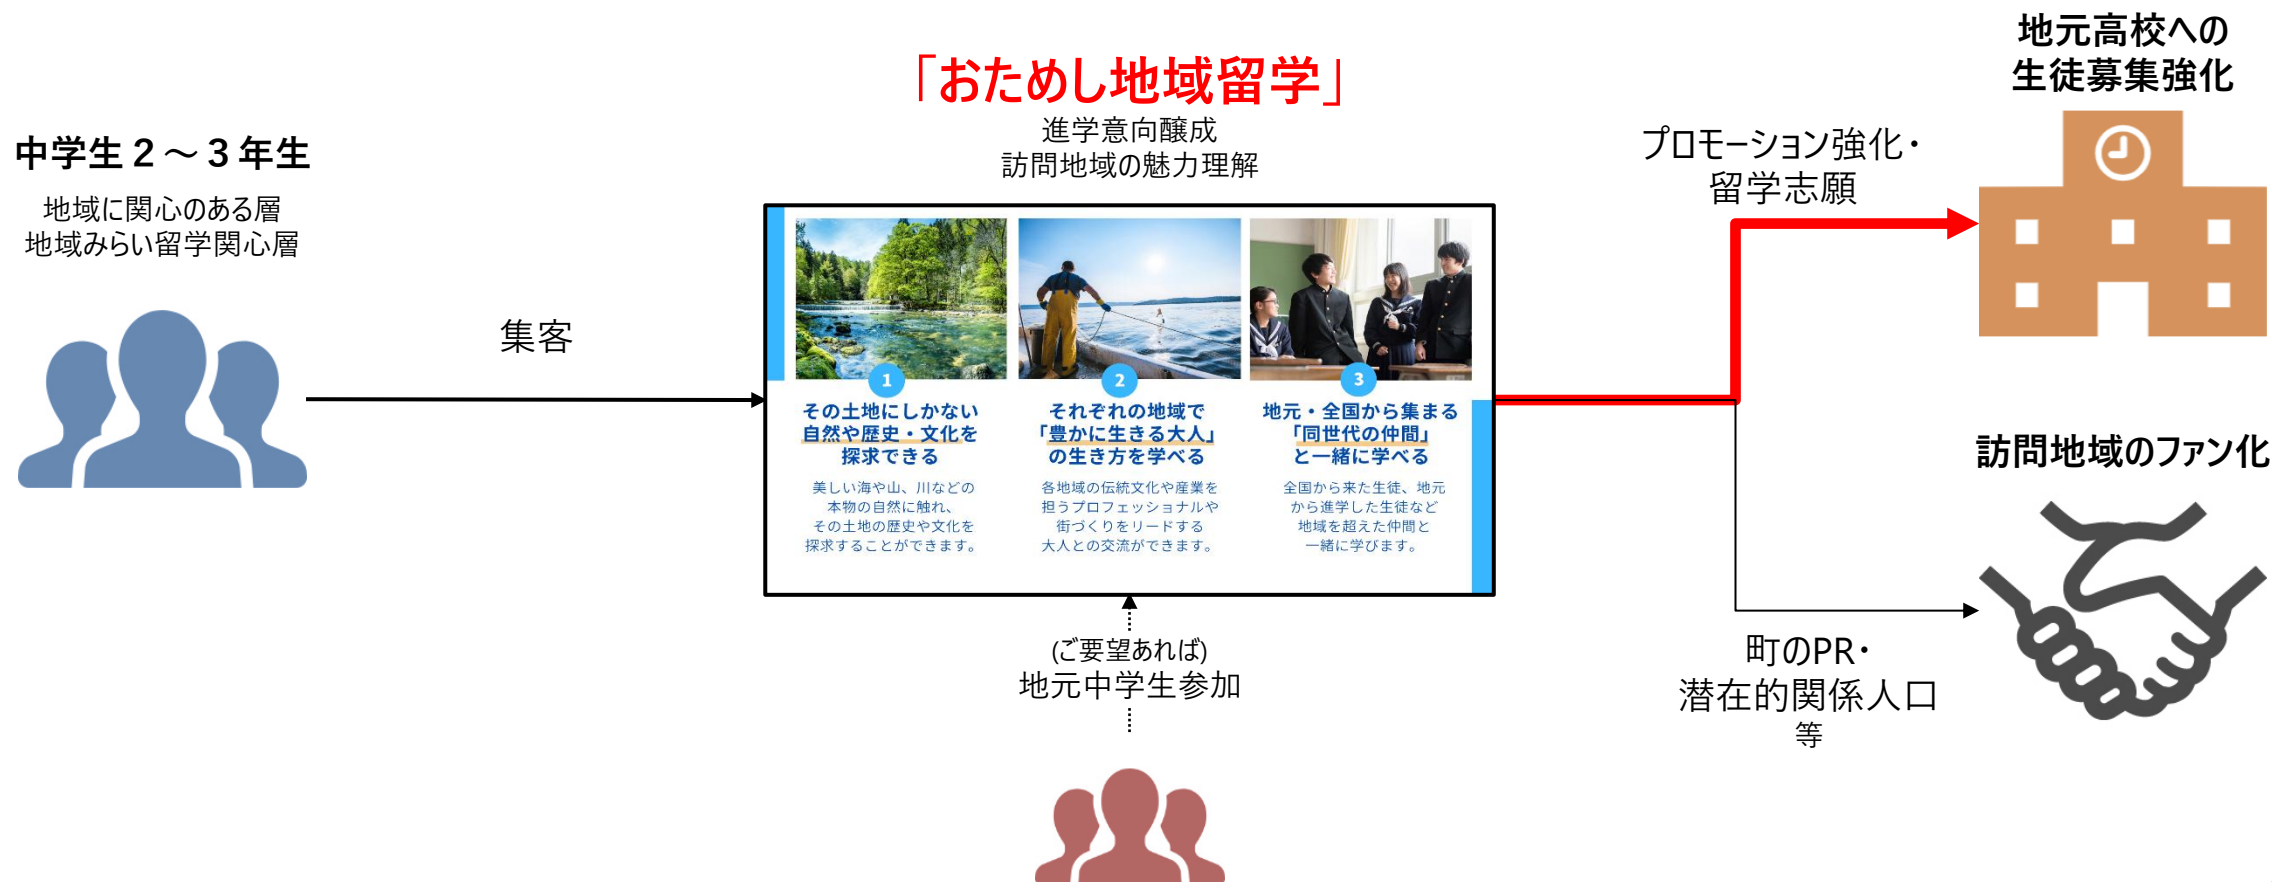 中学生２～３年生
地域に関心のある層
地域みらい留学関心層
集客
「おためし地域留学」
進学意向醸成
訪問地域の魅力理解
1
その土地にしかない
自然や歴史・文化を
探求できる
美しい海や山、川などの
本物の自然に触れ、
その土地の歴史や文化を
探求することができます。
2
それぞれの地域で
「豊かに生きる大人」
の生き方を学べる
各地域の伝統文化や産業を
担うプロフェッショナルや
街づくりをリードする
大人との交流ができます。
3
地元・全国から集まる
「同世代の仲間」
と一緒に学べる
全国から来た生徒、地元
から進学した生徒など
地域を超えた仲間と
一緒に学びます。
(ご要望あれば)
地元中学生参加
プロモーション強化・
留学志願
地元高校への
生徒募集強化
訪問地域のファン化
町のPR・
潜在的関係人口
等